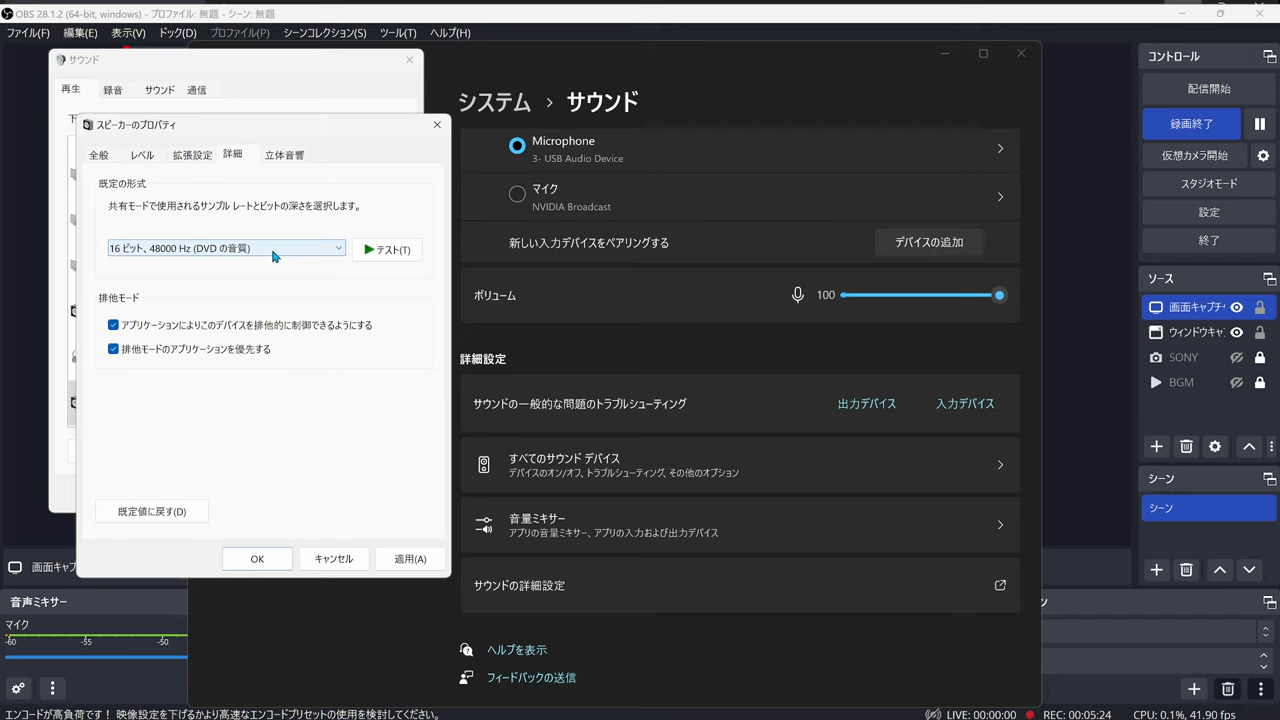 OBS 28.1.2 (64-bit, windows) - プロファイル: 無題 - シーン: 無題
ファイル(F) 編集(E) 表示(V) ドック(D) プロファイル(P) シーンコレクション(S) ツール(T) ヘルプ(H)
サウンド
再生 録音 サウンド 通信
スピーカーのプロパティ
全般 レベル 拡張設定 詳細 立体音響
既定の形式
共有モードで使用されるサンプル レートとビットの深さを選択します。
16 ビット、48000 Hz (DVD の音質)
テスト(T)
排他モード
アプリケーションによりこのデバイスを排他的に制御できるようにする
排他モードのアプリケーションを優先する
既定値に戻す(D)
OK キャンセル 適用(A)
システム › サウンド
Microphone
3- USB Audio Device
マイク
NVIDIA Broadcast
新しい入力デバイスをペアリングする
デバイスの追加
ボリューム
100
詳細設定
サウンドの一般的な問題のトラブルシューティング
出力デバイス 入力デバイス
すべてのサウンド デバイス
デバイスのオン/オフ、トラブルシューティング、その他のオプション
音量ミキサー
アプリの音量ミキサー、アプリの入力および出力デバイス
サウンドの詳細設定
ヘルプを表示
フィードバックの送信
コントロール
配信開始
録画終了
仮想カメラ開始
スタジオモード
設定
終了
ソース
画面キャプチ
ウィンドウキャ
SONY
BGM
シーン
シーン
画面キャプ
音声ミキサー
マイク
-60 -55 -50
ン
エンコードが高負荷です！ 映像設定を下げるかより高速なエンコードプリセットの使用を検討してください。
LIVE: 00:00:00 REC: 00:05:24 CPU: 0.1%, 41.90 fps